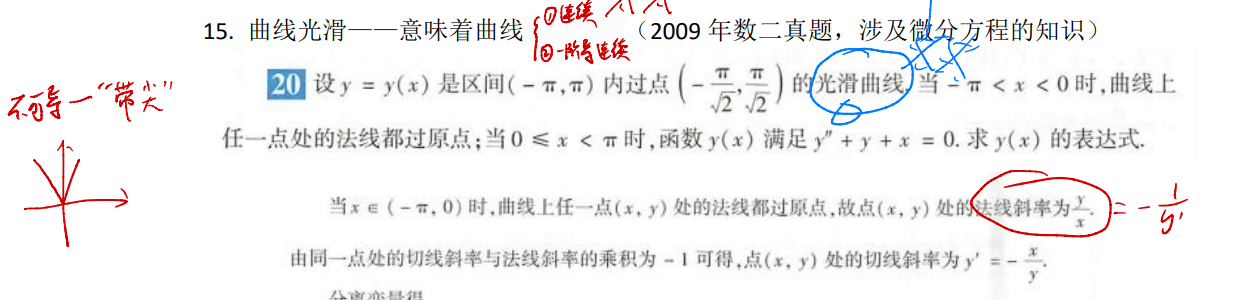 15. 曲线光滑——意味着曲线 {①连续 ②一阶导连续 (2009 年数二真题，涉及微分方程的知识)
20 设 y = y(x) 是区间( - π,π) 内过点 (-π/√2, π/√2) 的光滑曲线,当 - π < x < 0 时,曲线上
不可导—“带尖”
任一点处的法线都过原点;当 0 ≤ x < π 时,函数 y(x) 满足 y″ + y + x = 0. 求 y(x) 的表达式.
当 x ∈ ( - π, 0) 时,曲线上任一点(x, y) 处的法线都过原点,故点(x, y) 处的法线斜率为 y/x. = - 1/y'
由同一点处的切线斜率与法线斜率的乘积为 - 1 可得,点(x, y) 处的切线斜率为 y′ = - x/y.
分离变量得